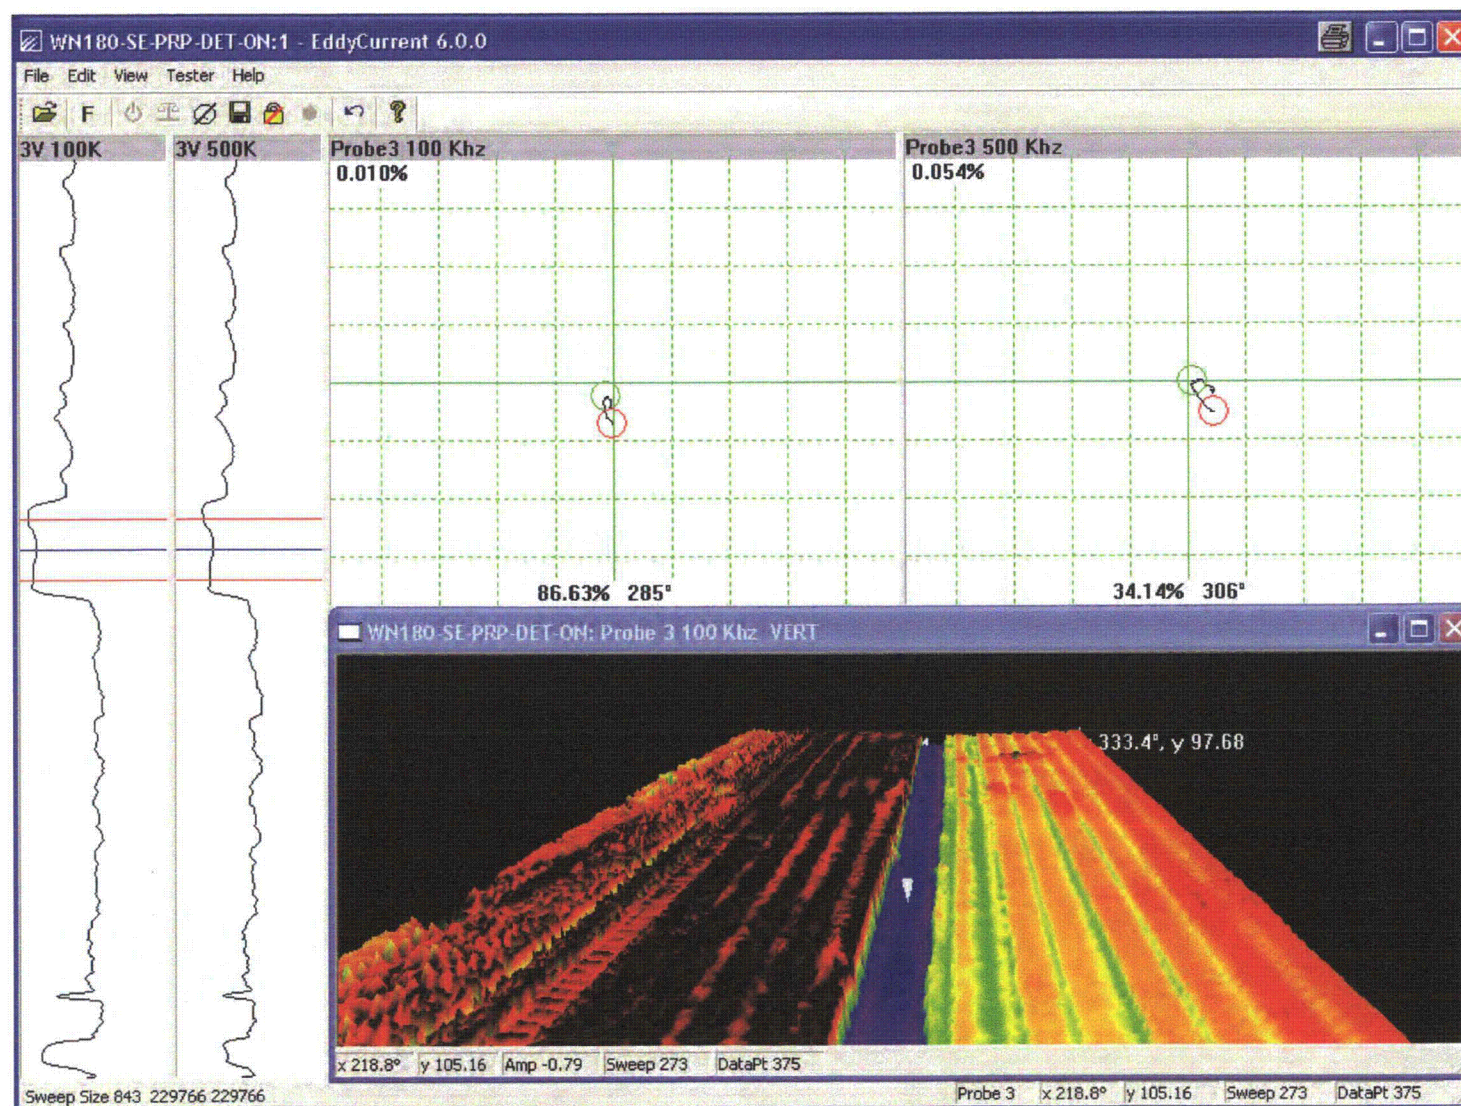 WN180-SE-PRP-DET-ON:1 - EddyCurrent 6.0.0
File Edit View Tester Help
F
3V 100K 3V 500K Probe3 100 Khz Probe3 500 Khz
0.010% 0.054%
86.63% 285° 34.14% 306°
WN180-SE-PRP-DET-ON: Probe 3 100 Khz VERT
333.4°, y 97.68
x 218.8° y 105.16 Amp -0.79 Sweep 273 DataPt 375
Sweep Size 843 229766 229766 Probe 3 x 218.8° y 105.16 Sweep 273 DataPt 375